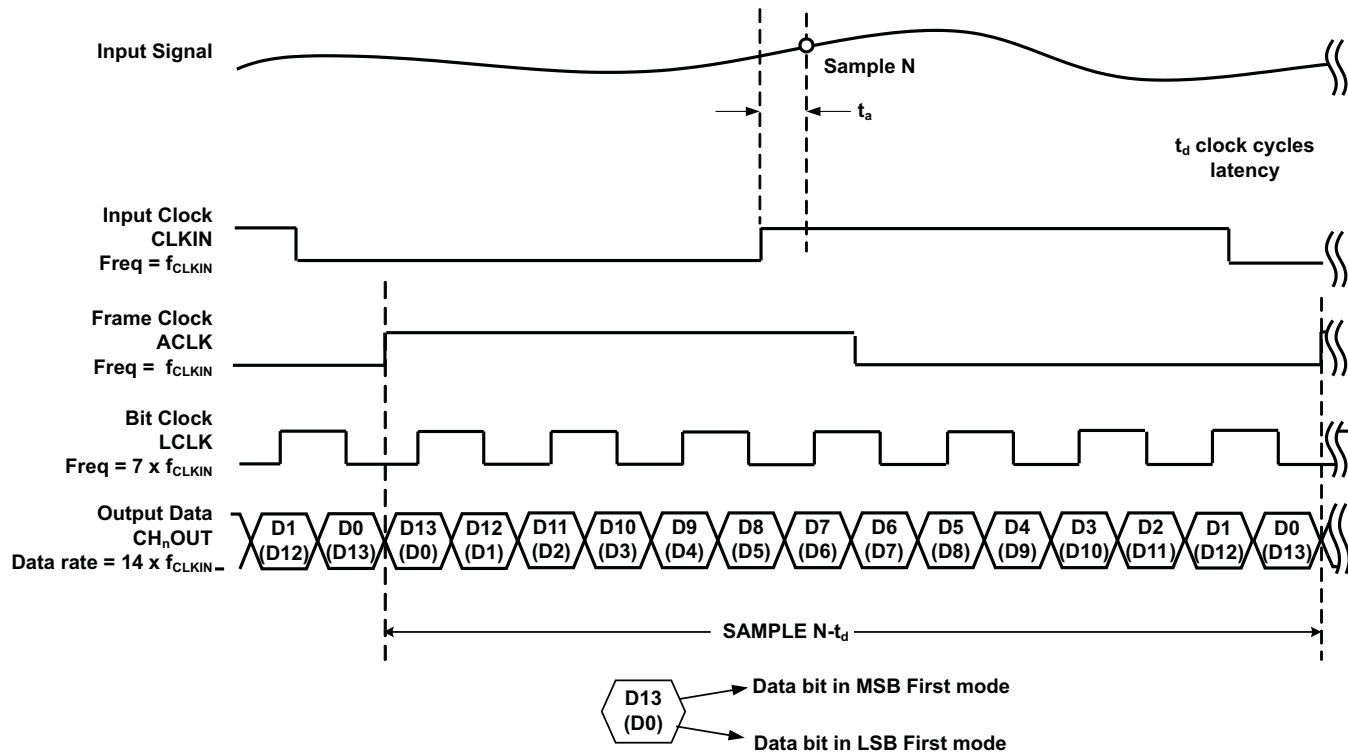 Input Signal
Sample N
ta
td clock cycles
latency
Input Clock
CLKIN
Freq = fCLKIN
Frame Clock
ACLK
Freq = fCLKIN
Bit Clock
LCLK
Freq = 7 x fCLKIN
Output Data
CHnOUT
Data rate = 14 x fCLKIN
D1 D0 D13 D12 D11 D10 D9 D8 D7 D6 D5 D4 D3 D2 D1 D0
(D12) (D13) (D0) (D1) (D2) (D3) (D4) (D5) (D6) (D7) (D8) (D9) (D10) (D11) (D12) (D13)
SAMPLE N-td
D13
(D0)
Data bit in MSB First mode
Data bit in LSB First mode